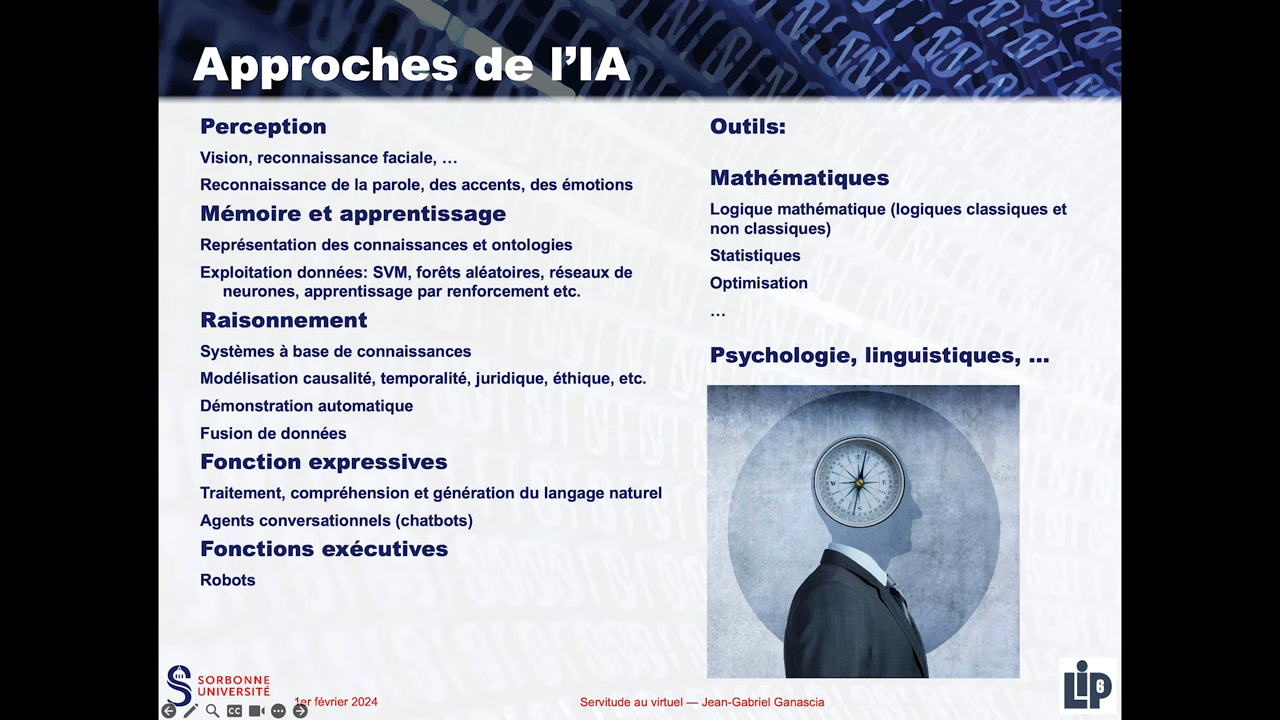 Approches de l’IA
Perception
Vision, reconnaissance faciale, …
Reconnaissance de la parole, des accents, des émotions
Mémoire et apprentissage
Représentation des connaissances et ontologies
Exploitation données: SVM, forêts aléatoires, réseaux de
neurones, apprentissage par renforcement etc.
Raisonnement
Systèmes à base de connaissances
Modélisation causalité, temporalité, juridique, éthique, etc.
Démonstration automatique
Fusion de données
Fonction expressives
Traitement, compréhension et génération du langage naturel
Agents conversationnels (chatbots)
Fonctions exécutives
Robots
Outils:
Mathématiques
Logique mathématique (logiques classiques et
non classiques)
Statistiques
Optimisation
…
Psychologie, linguistiques, …
N
W
E
S
SORBONNE
UNIVERSITÉ
1er février 2024
Servitude au virtuel — Jean-Gabriel Ganascia
LIP6
CC